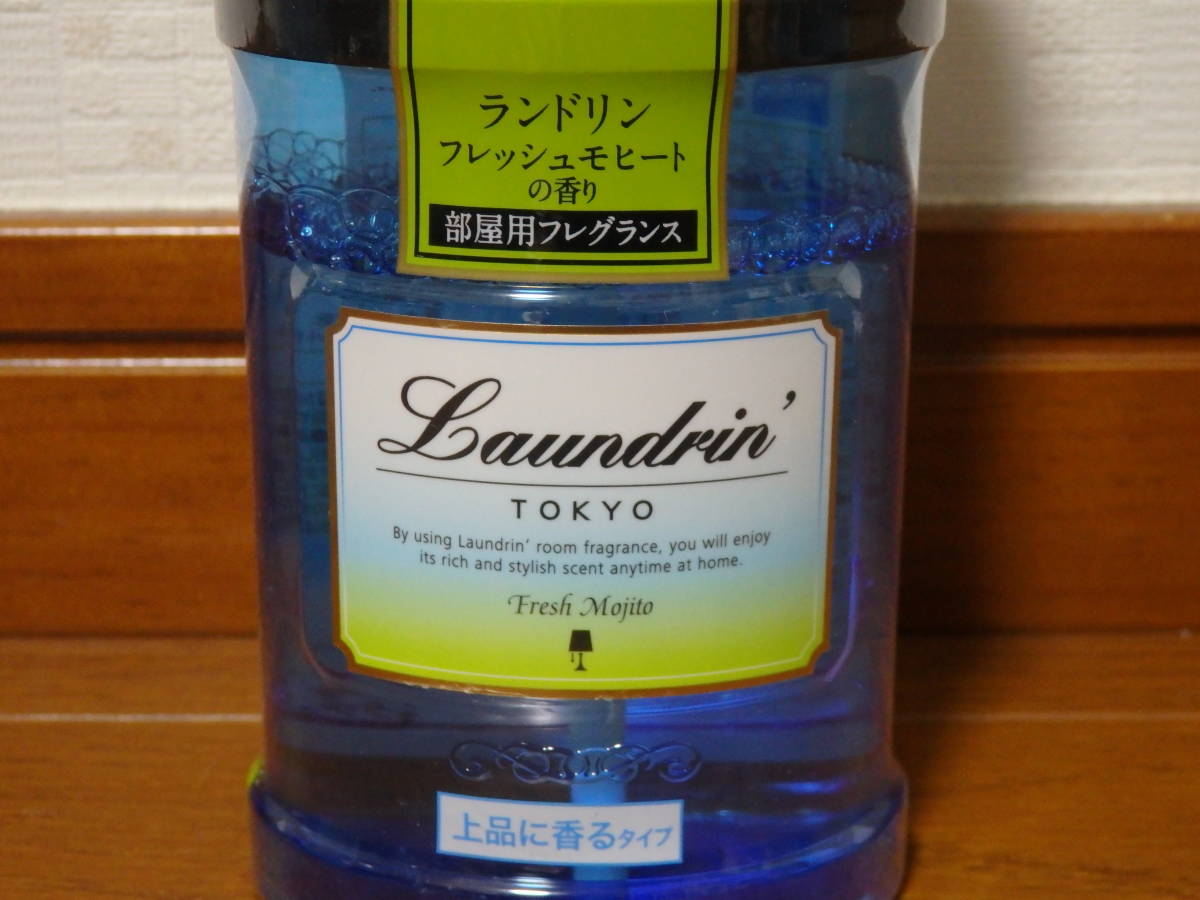 ランドリン
フレッシュモヒート
の香り
部屋用フレグランス
Laundrin’
TOKYO
By using Laundrin’ room fragrance, you will enjoy
its rich and stylish scent anytime at home.
Fresh Mojito
上品に香るタイプ